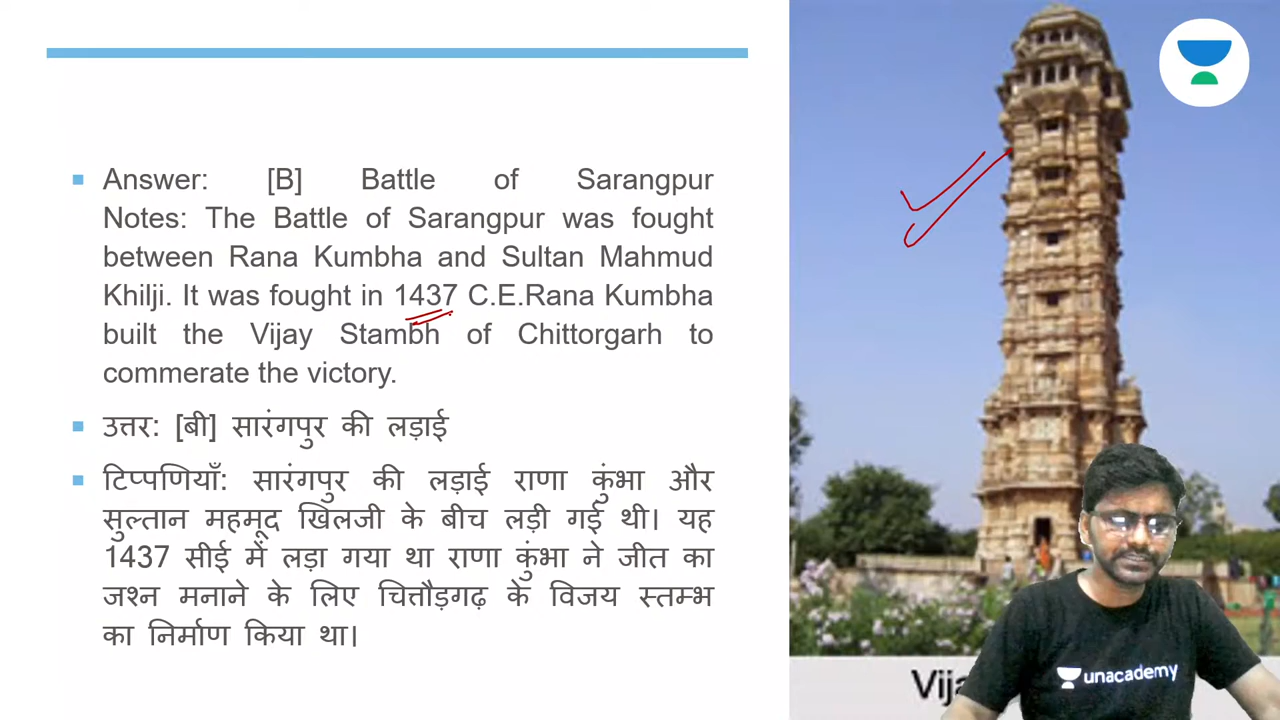 Answer: [B] Battle of Sarangpur
Notes: The Battle of Sarangpur was fought
between Rana Kumbha and Sultan Mahmud
Khilji. It was fought in 1437 C.E.Rana Kumbha
built the Vijay Stambh of Chittorgarh to
commerate the victory.
उत्तर: [बी] सारंगपुर की लड़ाई
टिप्पणियाँ: सारंगपुर की लड़ाई राणा कुंभा और
सुल्तान महमूद खिलजी के बीच लड़ी गई थी। यह
1437 सीई में लड़ा गया था राणा कुंभा ने जीत का
जश्न मनाने के लिए चित्तौड़गढ़ के विजय स्तम्भ
का निर्माण किया था।
unacademy